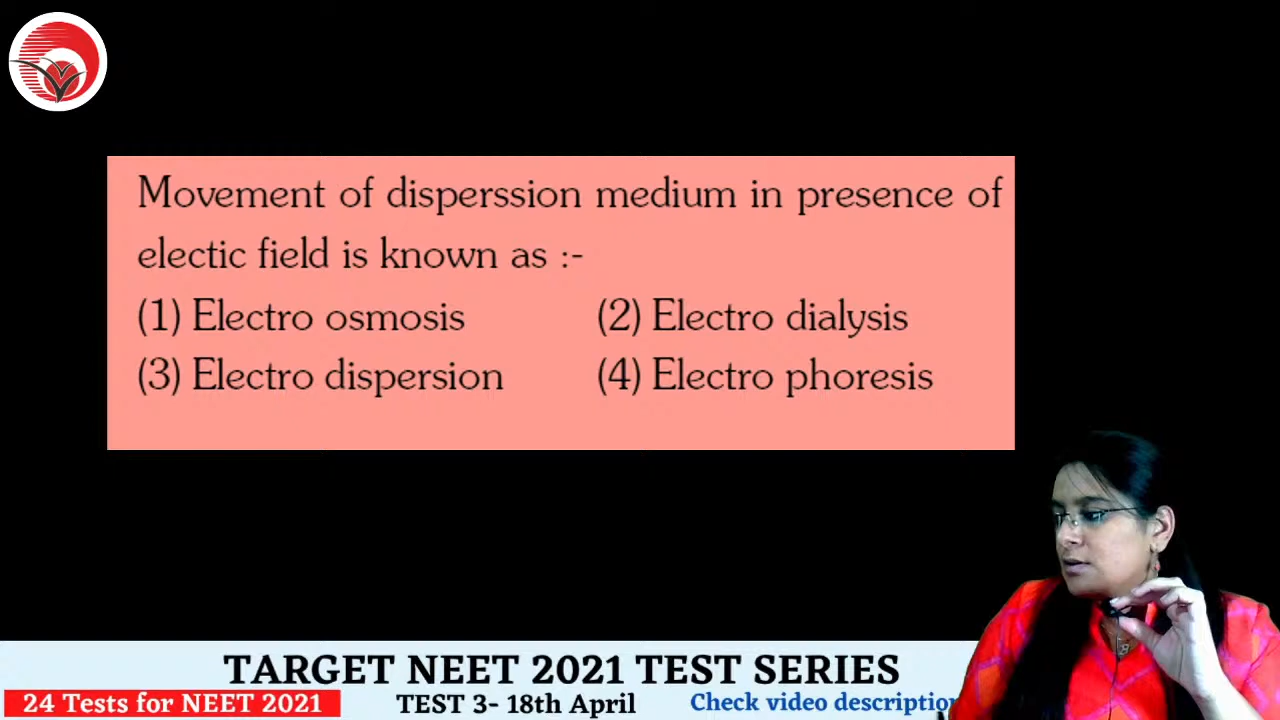 Movement of disperssion medium in presence of
electic field is known as :-
(1) Electro osmosis (2) Electro dialysis
(3) Electro dispersion (4) Electro phoresis
TARGET NEET 2021 TEST SERIES
24 Tests for NEET 2021 TEST 3- 18th April Check video description